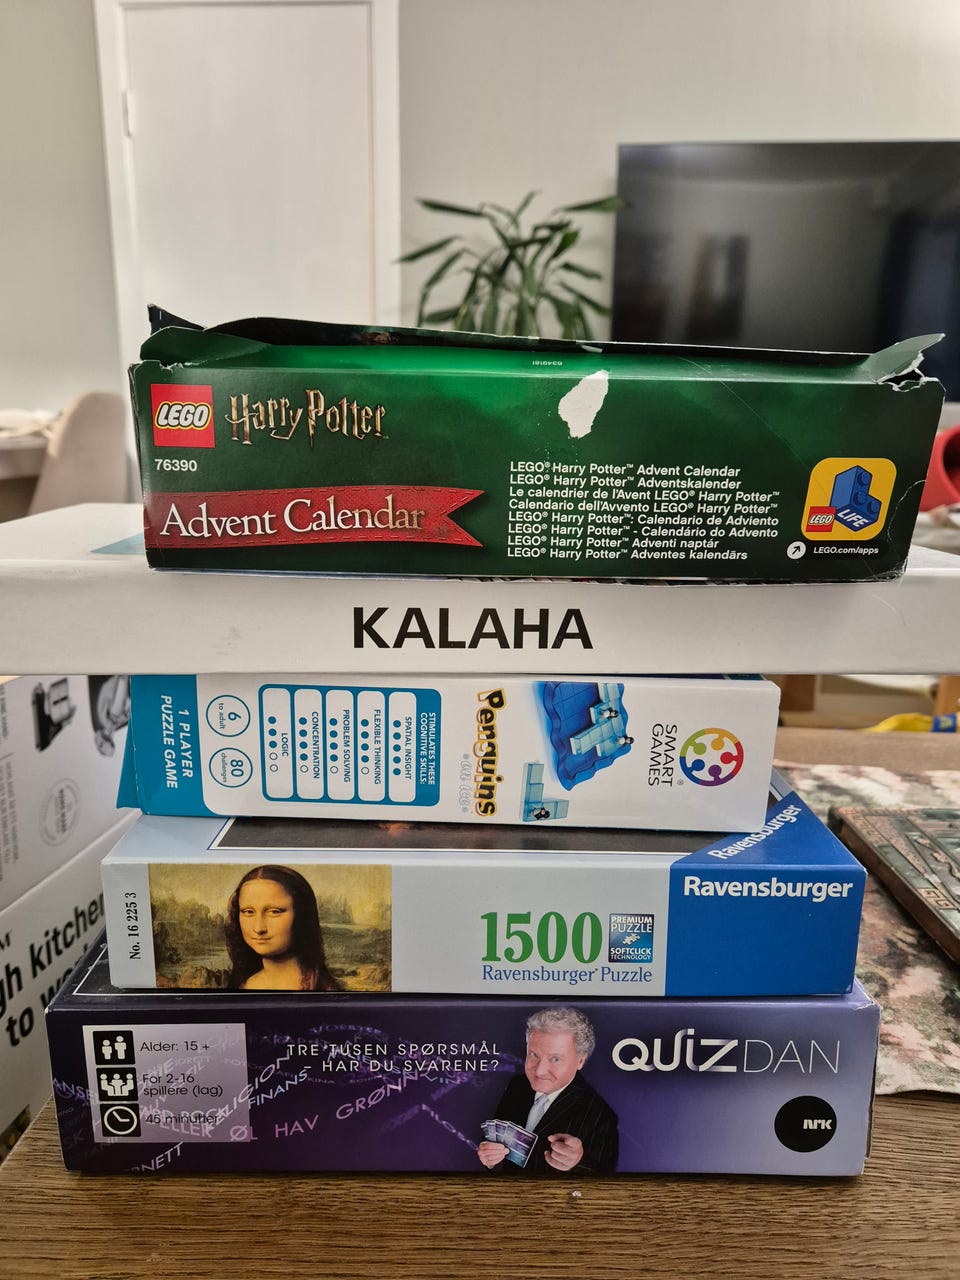 6349181
LEGO
Harry Potter
76390
Advent Calendar
LEGO® Harry Potter™ Advent Calendar
LEGO® Harry Potter™ Adventskalender
Le calendrier de l'Avent LEGO® Harry Potter™
Calendario dell'Avvento LEGO® Harry Potter™
LEGO® Harry Potter™: Calendario de Adviento
LEGO® Harry Potter™ - Calendário do Advento
LEGO® Harry Potter™ Adventi naptár
LEGO® Harry Potter™ Adventes kalendārs
LEGO
LIFE
LEGO.com/apps
KALAHA
1 PLAYER
PUZZLE GAME
6
to adult
80
challenges
STIMULATES THESE
COGNITIVE SKILLS:
SPATIAL INSIGHT
FLEXIBLE THINKING
PROBLEM SOLVING
CONCENTRATION
LOGIC
Penguins
on ice
SMART
GAMES
®
Ravensburger
No. 16 225 3
1500
Ravensburger® Puzzle
PREMIUM
PUZZLE
SOFTCLICK
TECHNOLOGY
Ravensburger
gh kitchen
to w
Alder: 15 +
For 2-16
spillere (lag)
45 minutter
TRE TUSEN SPØRSMÅL
- HAR DU SVARENE?
RELIGION
FINANS
ØL HAV GRØNN
QUIZDAN
NRK